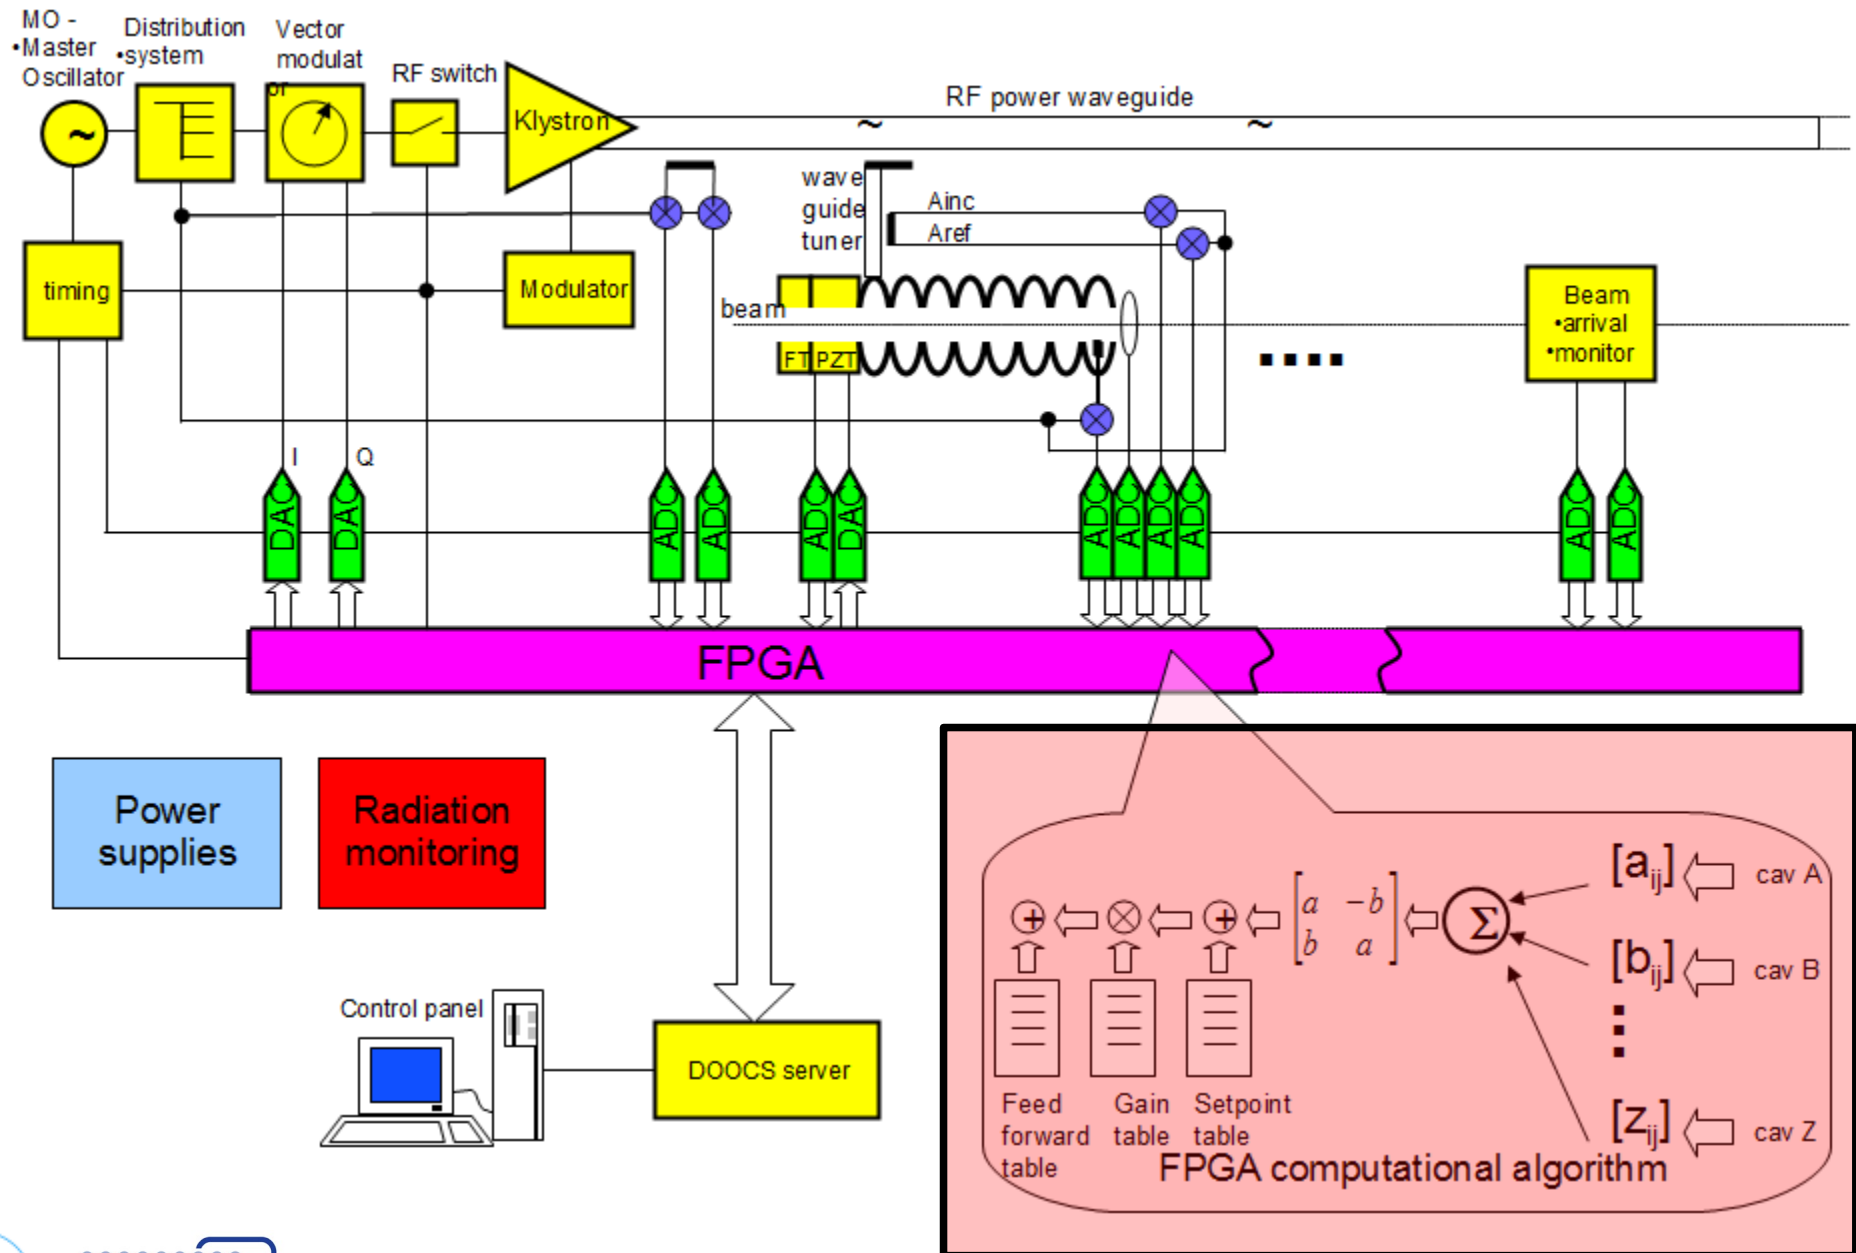 MO -
•Master
Oscillator
Distribution
•system
Vector
modulat
or
RF switch
Klystron
RF power waveguide
~
~
~
wave
guide
tuner
Ainc
Aref
timing
Modulator
beam
FT PZT
Beam
•arrival
•monitor
I
Q
DAC
DAC
ADC
ADC
ADC
DAC
ADC
ADC
ADC
ADC
ADC
ADC
FPGA
Power
supplies
Radiation
monitoring
Control panel
DOOCS server
[aij] cav A
[bij] cav B
[zij] cav Z
Σ
a -b
b a
+ +
Feed
forward
table
Gain
table
Setpoint
table
FPGA computational algorithm